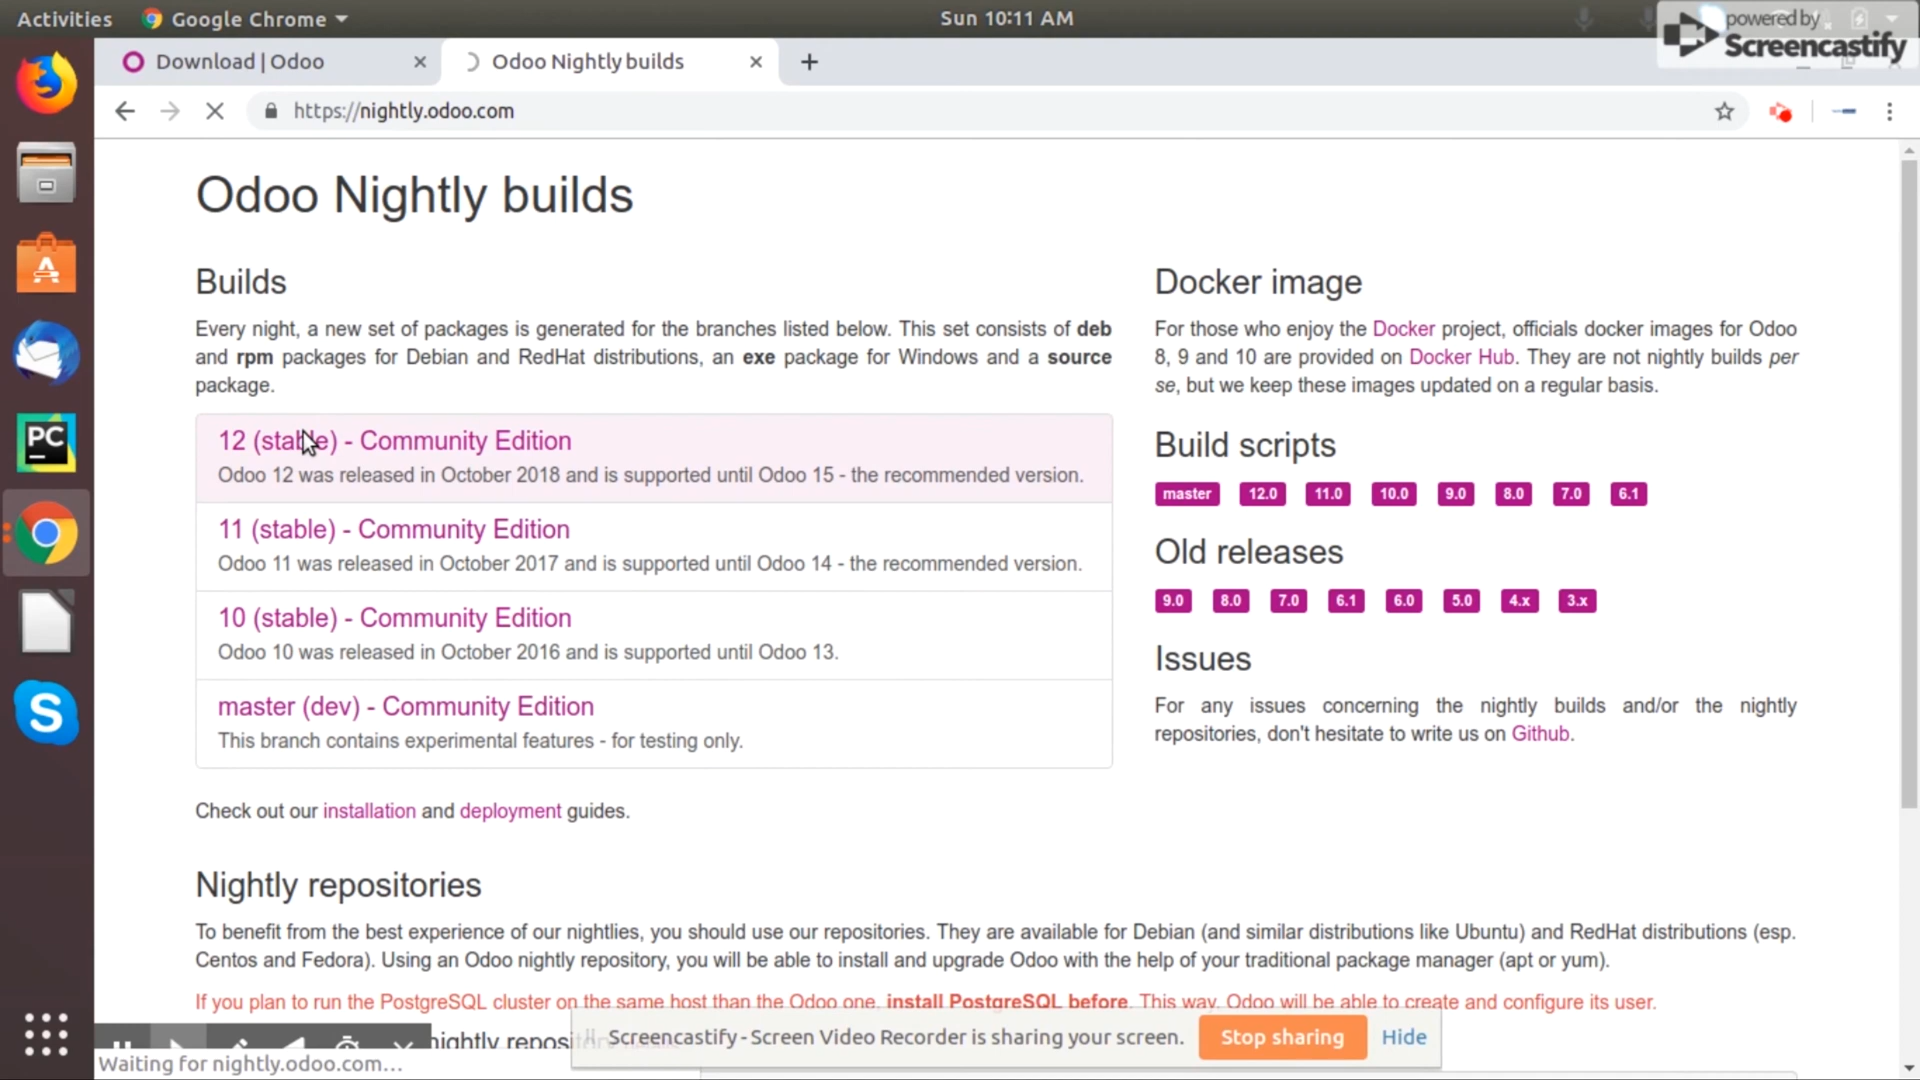 Activities
Google Chrome
Sun 10:11 AM
powered by
Screencastify
Download | Odoo
Odoo Nightly builds
https://nightly.odoo.com
Odoo Nightly builds
Builds
Every night, a new set of packages is generated for the branches listed below. This set consists of deb
and rpm packages for Debian and RedHat distributions, an exe package for Windows and a source
package.
12 (stable) - Community Edition
Odoo 12 was released in October 2018 and is supported until Odoo 15 - the recommended version.
11 (stable) - Community Edition
Odoo 11 was released in October 2017 and is supported until Odoo 14 - the recommended version.
10 (stable) - Community Edition
Odoo 10 was released in October 2016 and is supported until Odoo 13.
master (dev) - Community Edition
This branch contains experimental features - for testing only.
Check out our installation and deployment guides.
Docker image
For those who enjoy the Docker project, officials docker images for Odoo
8, 9 and 10 are provided on Docker Hub. They are not nightly builds per
se, but we keep these images updated on a regular basis.
Build scripts
master 12.0 11.0 10.0 9.0 8.0 7.0 6.1
Old releases
9.0 8.0 7.0 6.1 6.0 5.0 4.x 3.x
Issues
For any issues concerning the nightly builds and/or the nightly
repositories, don't hesitate to write us on Github.
Nightly repositories
To benefit from the best experience of our nightlies, you should use our repositories. They are available for Debian (and similar distributions like Ubuntu) and RedHat distributions (esp.
Centos and Fedora). Using an Odoo nightly repository, you will be able to install and upgrade Odoo with the help of your traditional package manager (apt or yum).
If you plan to run the PostgreSQL cluster on the same host than the Odoo one, install PostgreSQL before. This way, Odoo will be able to create and configure its user.
nightly
Screencastify - Screen Video Recorder is sharing your screen.
Stop sharing
Hide
Waiting for nightly.odoo.com...
PC
S